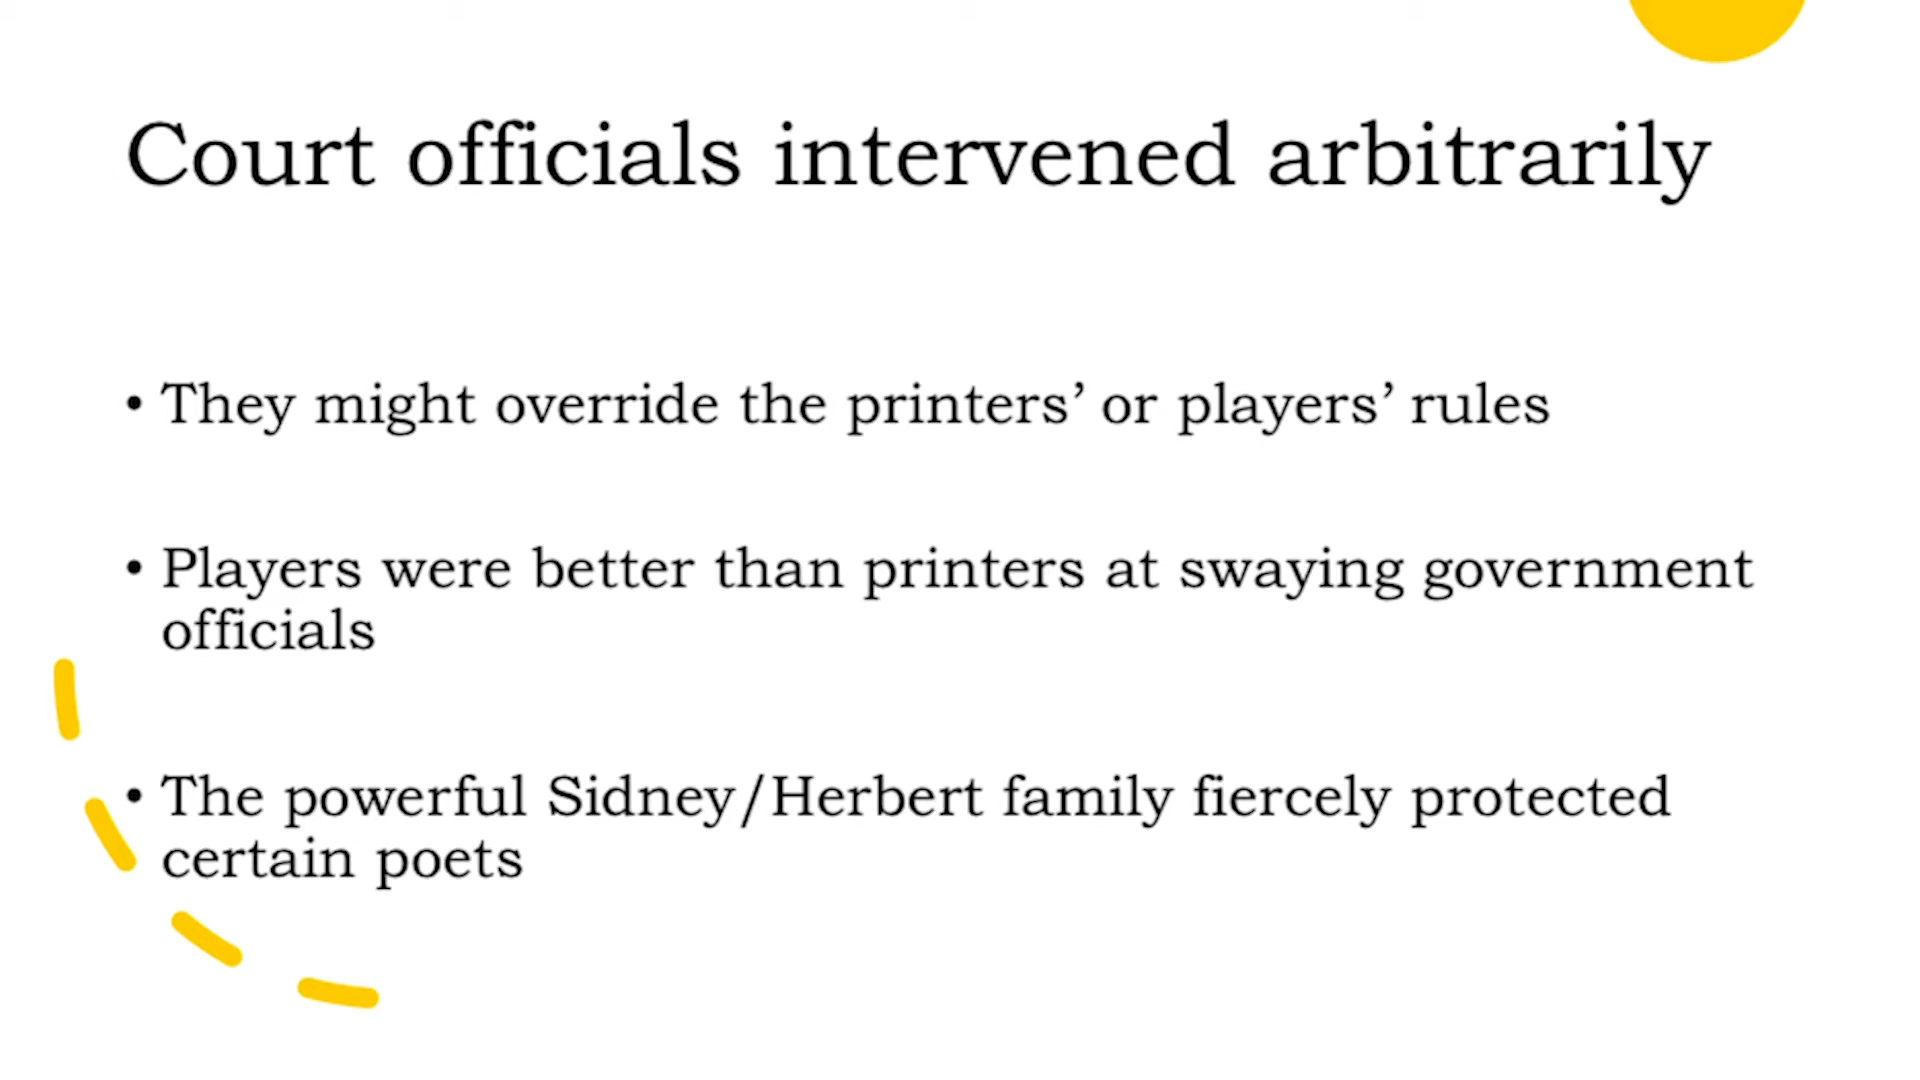 Court officials intervened arbitrarily
• They might override the printers’ or players’ rules
• Players were better than printers at swaying government
officials
• The powerful Sidney/Herbert family fiercely protected
certain poets